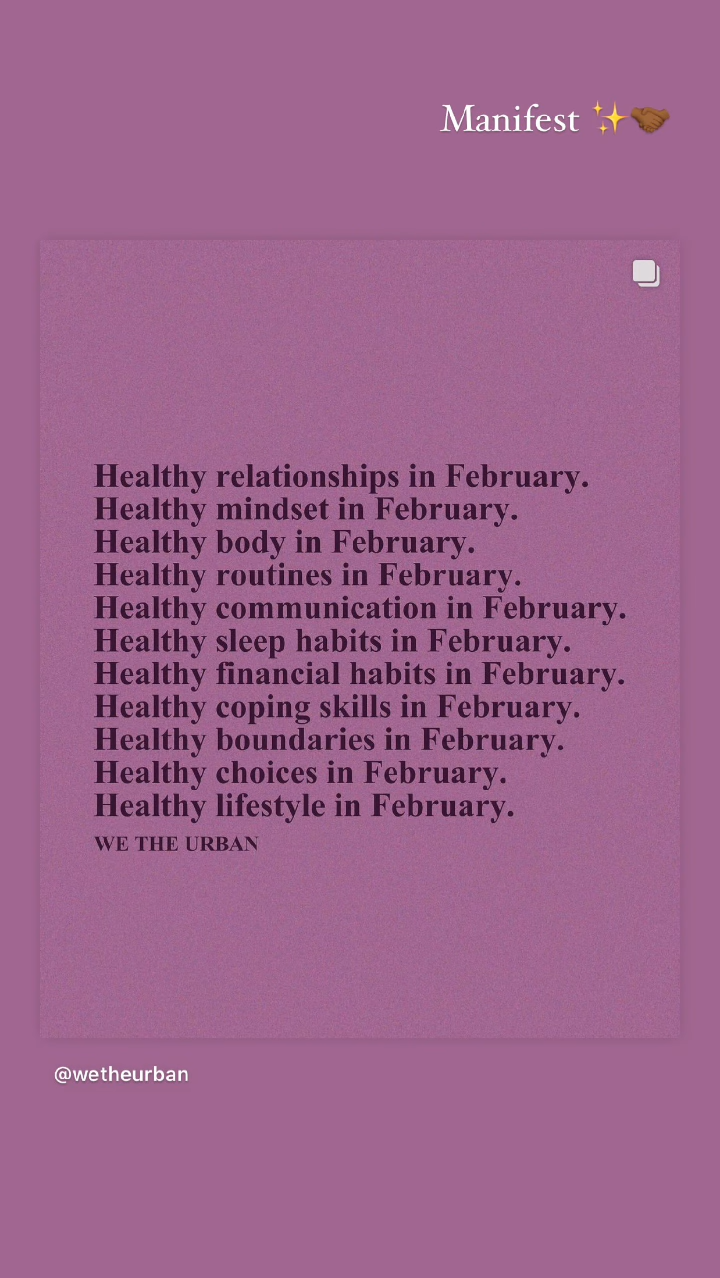 Manifest ✨🤝🏾
Healthy relationships in February.
Healthy mindset in February.
Healthy body in February.
Healthy routines in February.
Healthy communication in February.
Healthy sleep habits in February.
Healthy financial habits in February.
Healthy coping skills in February.
Healthy boundaries in February.
Healthy choices in February.
Healthy lifestyle in February.
WE THE URBAN
@wetheurban